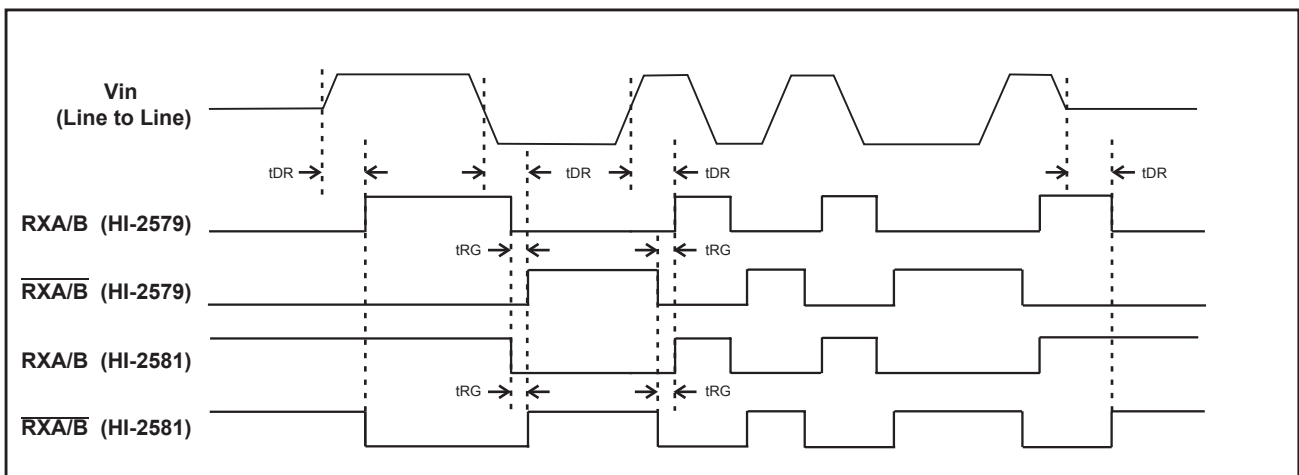 Vin
(Line to Line)
tDR
tDR
tDR
tDR
RXA/B (HI-2579)
tRG
tRG
RXA/B (HI-2579)
RXA/B (HI-2581)
tRG
tRG
RXA/B (HI-2581)